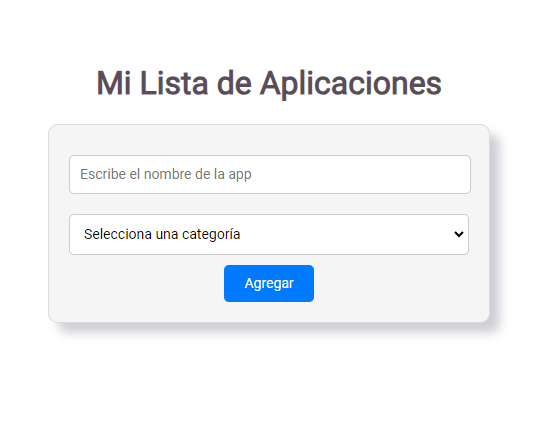 Mi Lista de Aplicaciones
Escribe el nombre de la app
Selecciona una categoría
Agregar